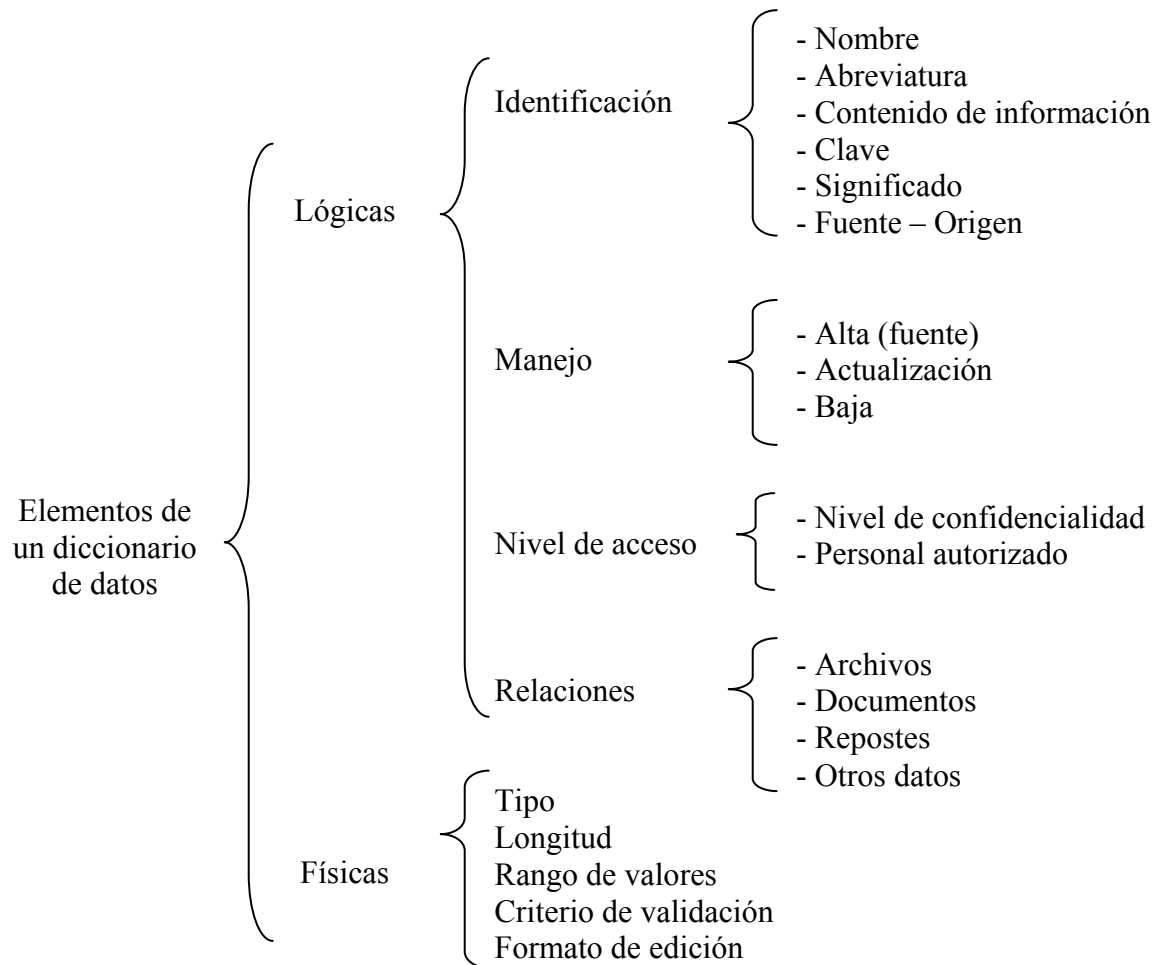 Elementos de
un diccionario
de datos
Lógicas
Identificación
- Nombre
- Abreviatura
- Contenido de información
- Clave
- Significado
- Fuente – Origen
Manejo
- Alta (fuente)
- Actualización
- Baja
Nivel de acceso
- Nivel de confidencialidad
- Personal autorizado
Relaciones
- Archivos
- Documentos
- Repostes
- Otros datos
Físicas
Tipo
Longitud
Rango de valores
Criterio de validación
Formato de edición